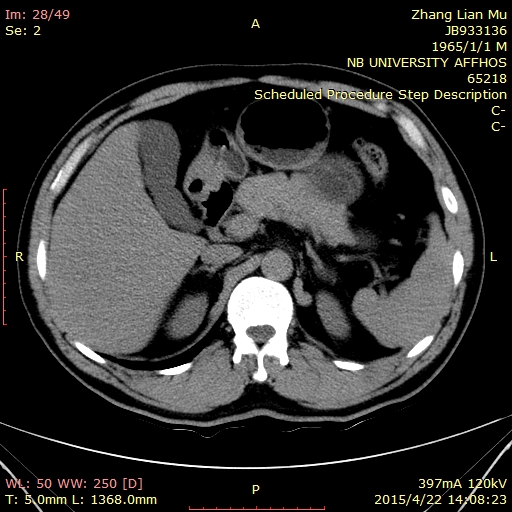 Im: 28/49
Se: 2
A
Zhang Lian Mu
JB933136
1965/1/1 M
NB UNIVERSITY AFFHOS
65218
Scheduled Procedure Step Description
C-
C-
R
L
WL: 50 WW: 250 [D]
T: 5.0mm L: 1368.0mm
P
397mA 120kV
2015/4/22 14:08:23